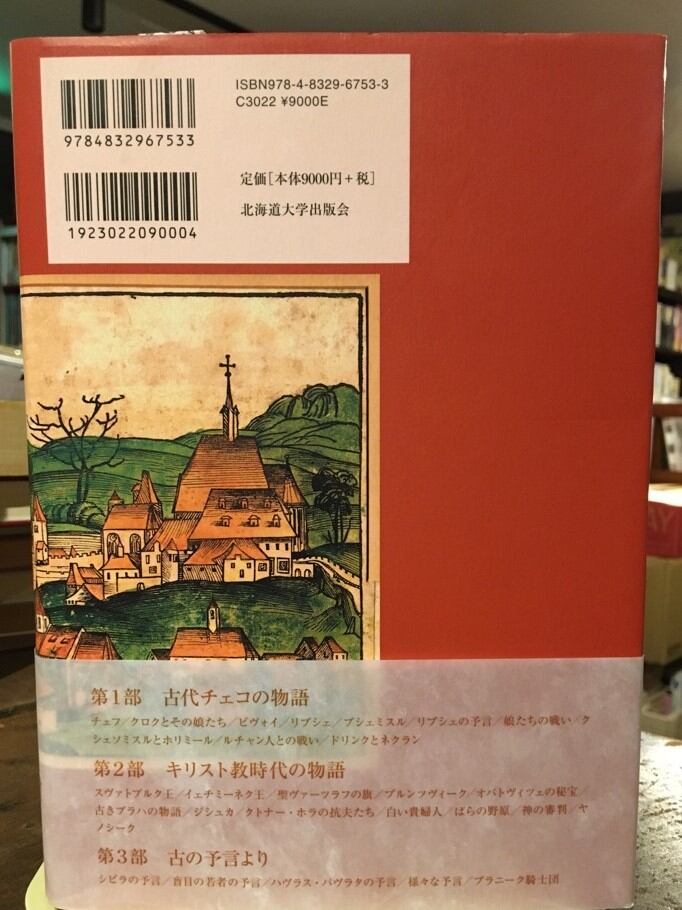 ISBN978-4-8329-6753-3
C3022 ¥9000E
9784832967533
定価[本体9000円+税]
1923022090004
北海道大学出版会
第1部 古代チェコの物語
チェフ/クロクとその娘たち/ビヴォイ/リブシェ/プシェミスル/リブシェの予言/娘たちの戦い/ク
シェソミスルとホリミール/ルチャン人との戦い/ドリンクとネクラン
第2部 キリスト教時代の物語
スヴァトプルク王/イェチミーネク王/聖ヴァーツラフの旗/ブルンツヴィーク/オパトヴィツェの秘宝/
古きプラハの物語/ジシュカ/クトナー・ホラの抗夫たち/白い貴婦人/ばらの野原/神の審判/ヤ
ノシーク
第3部 古の予言より
シビラの予言/盲目の若者の予言/ハヴラス・パヴラタの予言/様々な予言/ブラニーク騎士団